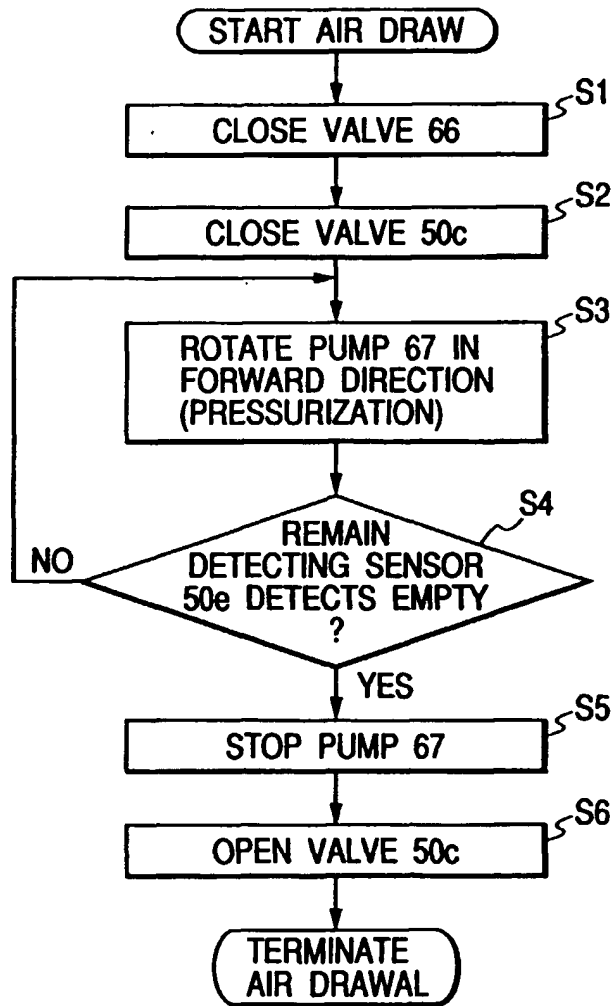 START AIR DRAW
S1
CLOSE VALVE 66
S2
CLOSE VALVE 50c
S3
ROTATE PUMP 67 IN
FORWARD DIRECTION
(PRESSURIZATION)
S4
REMAIN
DETECTING SENSOR
50e DETECTS EMPTY
?
NO
YES
S5
STOP PUMP 67
S6
OPEN VALVE 50c
TERMINATE
AIR DRAWAL